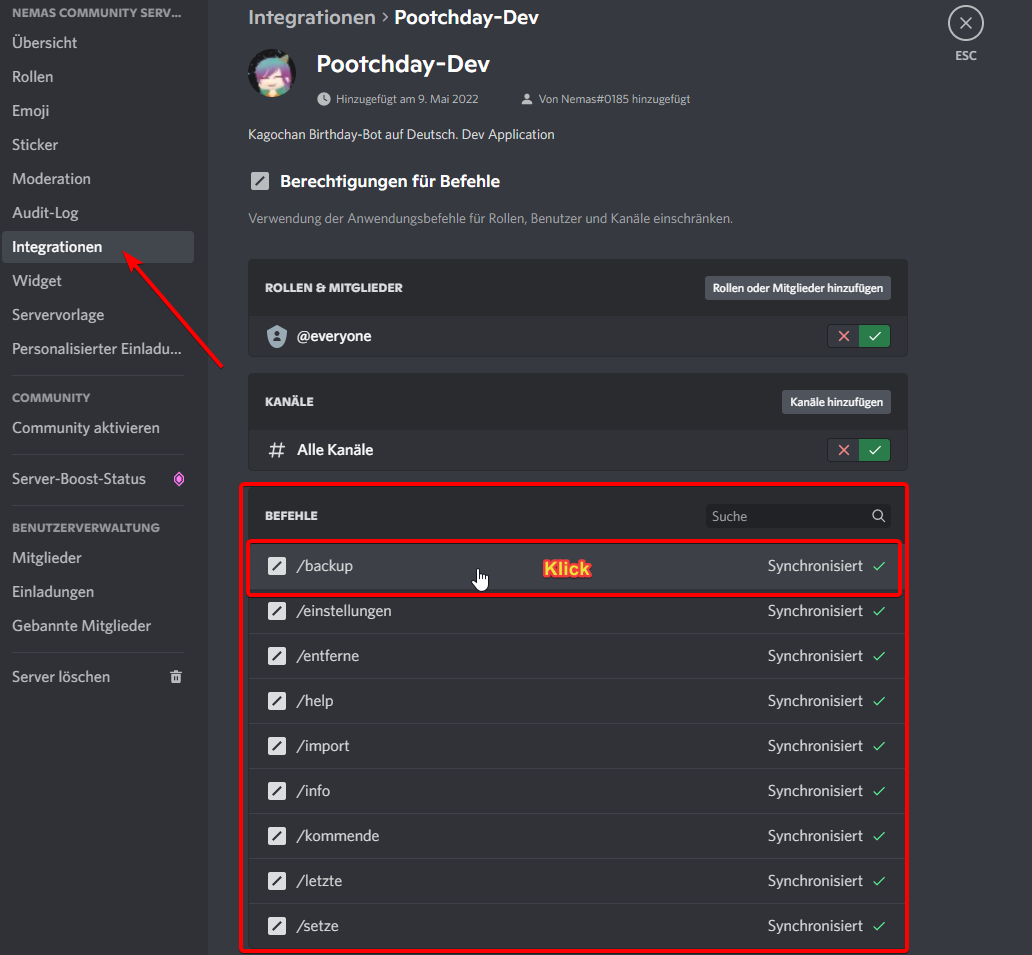 NEMAS COMMUNITY SERV...
Übersicht
Rollen
Emoji
Sticker
Moderation
Audit-Log
Integrationen
Widget
Servervorlage
Personalisierter Einladu...
COMMUNITY
Community aktivieren
Server-Boost-Status
BENUTZERVERWALTUNG
Mitglieder
Einladungen
Gebannte Mitglieder
Server löschen
Integrationen › Pootchday-Dev
ESC
Pootchday-Dev
Hinzugefügt am 9. Mai 2022 Von Nemas#0185 hinzugefügt
Kagochan Birthday-Bot auf Deutsch. Dev Application
Berechtigungen für Befehle
Verwendung der Anwendungsbefehle für Rollen, Benutzer und Kanäle einschränken.
ROLLEN & MITGLIEDER Rollen oder Mitglieder hinzufügen
@everyone
KANÄLE Kanäle hinzufügen
Alle Kanäle
BEFEHLE Suche
/backup Klick Synchronisiert
/einstellungen Synchronisiert
/entferne Synchronisiert
/help Synchronisiert
/import Synchronisiert
/info Synchronisiert
/kommende Synchronisiert
/letzte Synchronisiert
/setze Synchronisiert